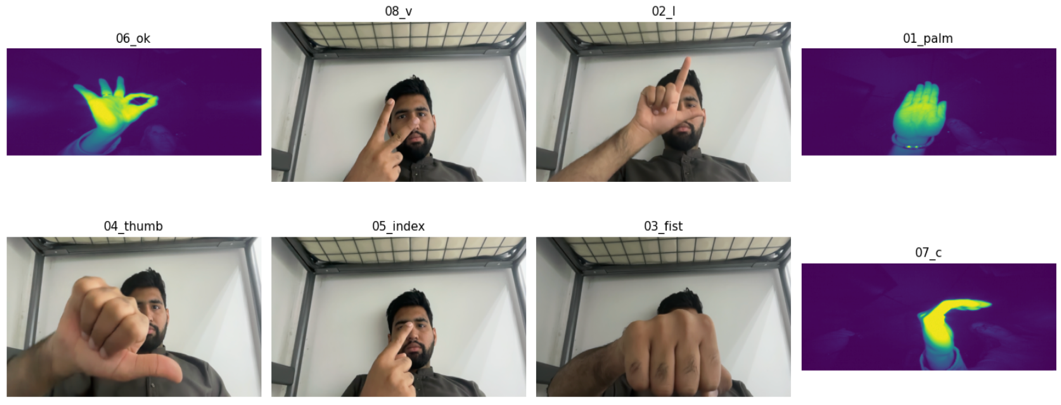 06_ok
08_v
02_l
01_palm
04_thumb
05_index
03_fist
07_c